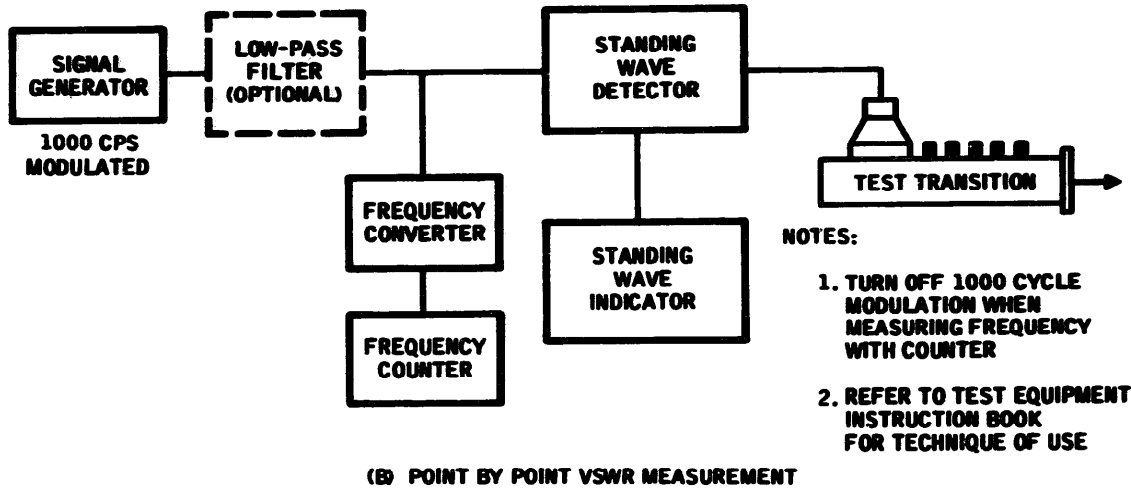 SIGNAL
GENERATOR
1000 CPS
MODULATED
LOW-PASS
FILTER
(OPTIONAL)
FREQUENCY
CONVERTER
FREQUENCY
COUNTER
STANDING
WAVE
DETECTOR
STANDING
WAVE
INDICATOR
TEST TRANSITION
NOTES:
1. TURN OFF 1000 CYCLE
MODULATION WHEN
MEASURING FREQUENCY
WITH COUNTER
2. REFER TO TEST EQUIPMENT
INSTRUCTION BOOK
FOR TECHNIQUE OF USE
(B) POINT BY POINT VSWR MEASUREMENT